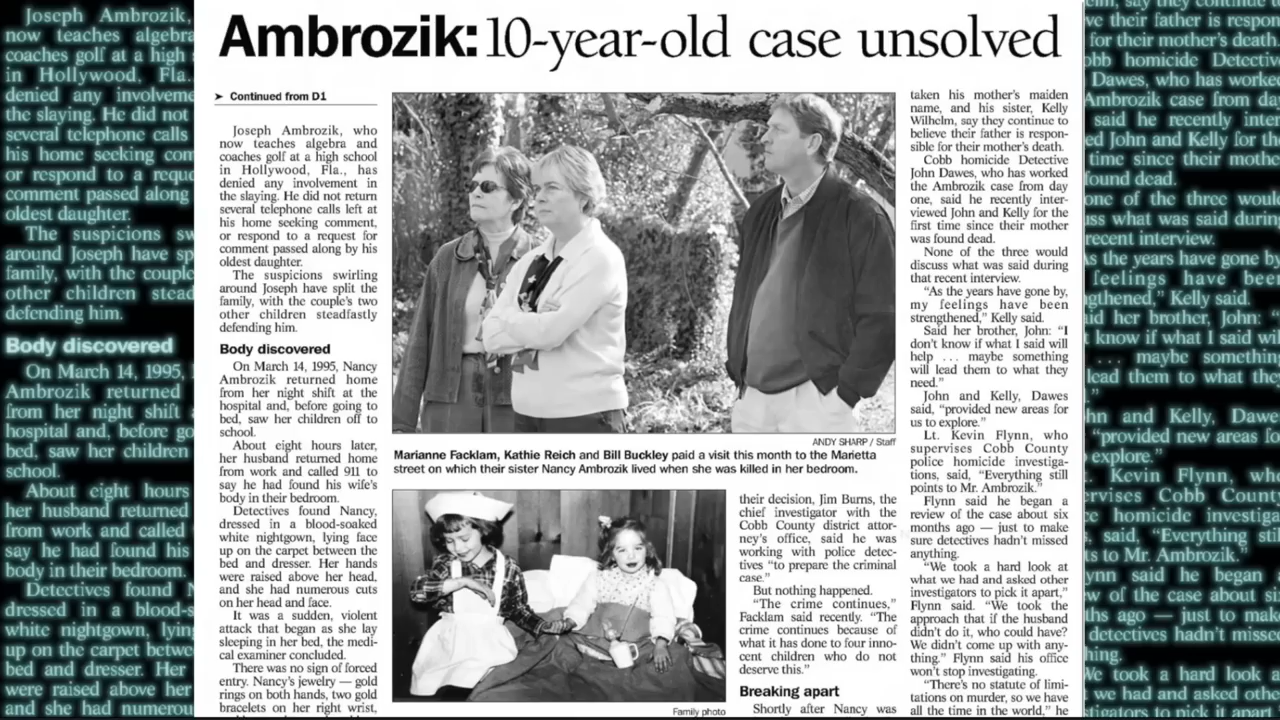 Ambrozik: 10-year-old case unsolved
➤ Continued from D1
Joseph Ambrozik, who
now teaches algebra and
coaches golf at a high school
in Hollywood, Fla., has
denied any involvement in
the slaying. He did not return
several telephone calls left at
his home seeking comment,
or respond to a request for
comment passed along by his
oldest daughter.
The suspicions swirling
around Joseph have split the
family, with the couple's two
other children steadfastly
defending him.
Body discovered
On March 14, 1995, Nancy
Ambrozik returned home
from her night shift at the
hospital and, before going to
bed, saw her children off to
school.
About eight hours later,
her husband returned home
from work and called 911 to
say he had found his wife's
body in their bedroom.
Detectives found Nancy,
dressed in a blood-soaked
white nightgown, lying face
up on the carpet between the
bed and dresser. Her hands
were raised above her head,
and she had numerous cuts
on her head and face.
It was a sudden, violent
attack that began as she lay
sleeping in her bed, the medi-
cal examiner concluded.
There was no sign of forced
entry. Nancy's jewelry — gold
rings on both hands, two gold
bracelets on her right wrist,
ANDY SHARP / Staff
Marianne Facklam, Kathie Reich and Bill Buckley paid a visit this month to the Marietta
street on which their sister Nancy Ambrozik lived when she was killed in her bedroom.
Family photo
their decision, Jim Burns, the
chief investigator with the
Cobb County district attor-
ney's office, said he was
working with police detec-
tives "to prepare the criminal
case."
But nothing happened.
"The crime continues,"
Facklam said recently. "The
crime continues because of
what it has done to four inno-
cent children who do not
deserve this."
Breaking apart
Shortly after Nancy was
taken his mother's maiden
name, and his sister, Kelly
Wilhelm, say they continue to
believe their father is respon-
sible for their mother's death.
Cobb homicide Detective
John Dawes, who has worked
the Ambrozik case from day
one, said he recently inter-
viewed John and Kelly for the
first time since their mother
was found dead.
None of the three would
discuss what was said during
that recent interview.
"As the years have gone by,
my feelings have been
strengthened," Kelly said.
Said her brother, John: "I
don't know if what I said will
help ... maybe something
will lead them to what they
need."
John and Kelly, Dawes
said, "provided new areas for
us to explore."
Lt. Kevin Flynn, who
supervises Cobb County
police homicide investiga-
tions, said, "Everything still
points to Mr. Ambrozik."
Flynn said he began a
review of the case about six
months ago — just to make
sure detectives hadn't missed
anything.
"We took a hard look at
what we had and asked other
investigators to pick it apart,"
Flynn said. "We took the
approach that if the husband
didn't do it, who could have?
We didn't come up with any-
thing." Flynn said his office
won't stop investigating.
"There's no statute of limi-
tations on murder, so we have
all the time in the world," he